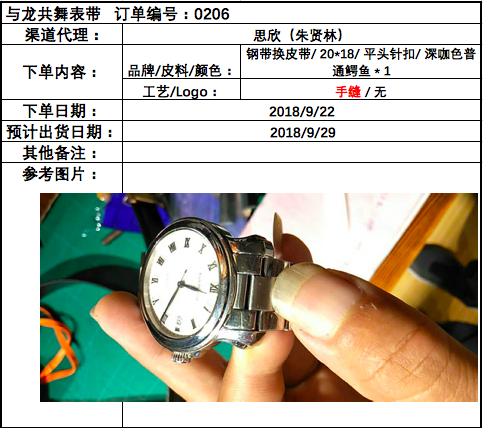 与龙共舞表带 订单编号：0206
渠道代理： 思欣（朱贤林）
下单内容： 品牌/皮料/颜色： 钢带换皮带/ 20*18/ 平头针扣/ 深咖色普
通鳄鱼 * 1
工艺/Logo： 手缝 / 无
下单日期： 2018/9/22
预计出货日期： 2018/9/29
其他备注：
参考图片：